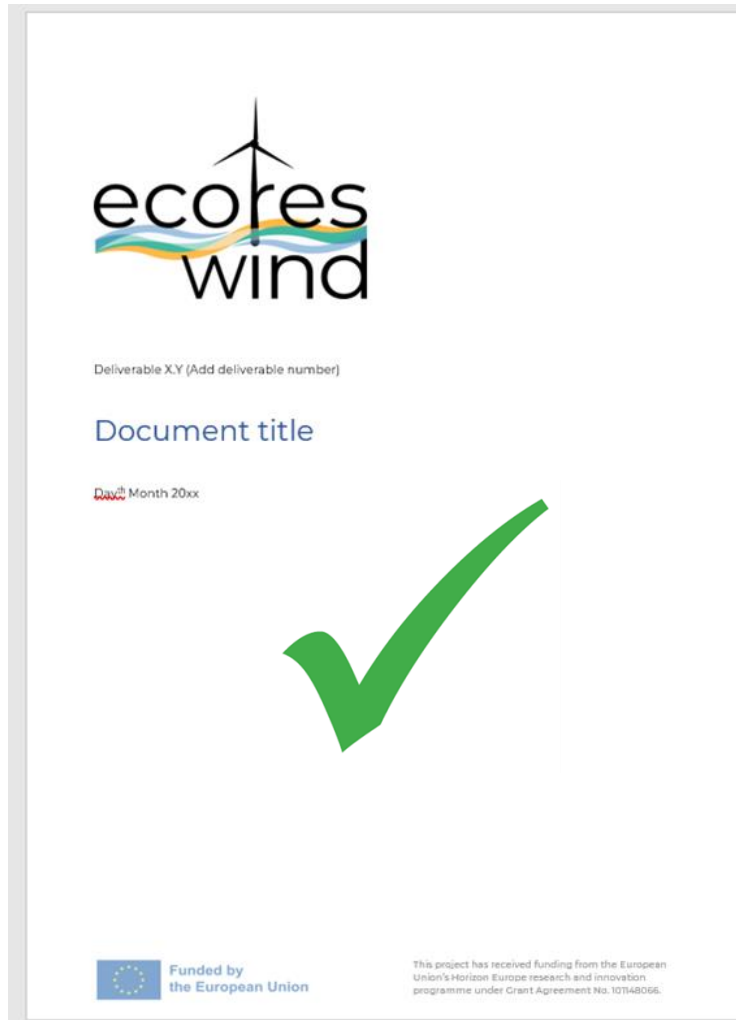 ecores
wind
Deliverable X.Y (Add deliverable number)
Document title
Dayth Month 20xx
Funded by
the European Union
This project has received funding from the European
Union's Horizon Europe research and innovation
programme under Grant Agreement No. 101148066.